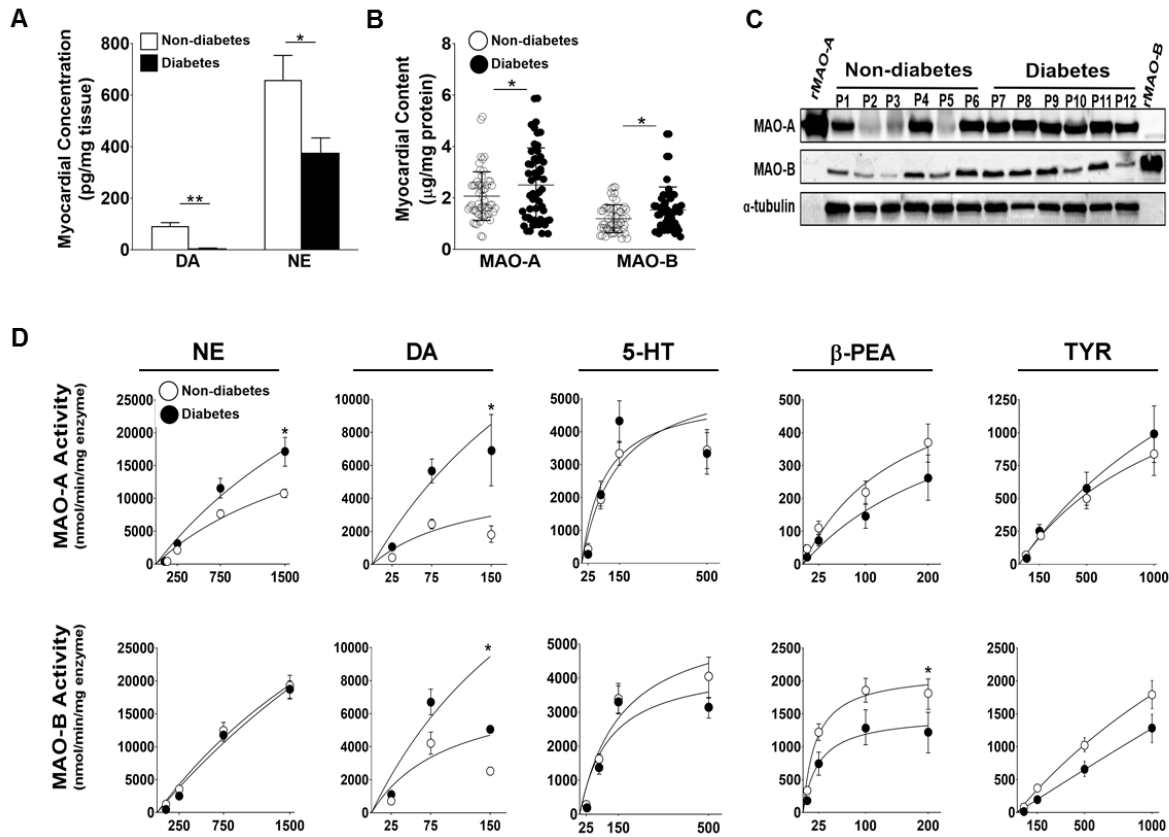 A
Myocardial Concentration
(pg/mg tissue)
800
600
400
200
0
Non-diabetes
Diabetes
*
**
DA
NE
B
Myocardial Content
(µg/mg protein)
8
6
4
2
0
Non-diabetes
Diabetes
*
*
MAO-A
MAO-B
C
rMAO-A
Non-diabetes
Diabetes
rMAO-B
P1 P2 P3 P4 P5 P6 P7 P8 P9 P10 P11 P12
MAO-A
MAO-B
α-tubulin
D
NE
DA
5-HT
β-PEA
TYR
MAO-A Activity
(nmol/min/mg enzyme)
25000
20000
15000
10000
5000
0
Non-diabetes
Diabetes
*
250 750 1500
10000
8000
6000
4000
2000
0
*
25 75 150
5000
4000
3000
2000
1000
0
25 150 500
500
400
300
200
100
0
25 100 200
1250
1000
750
500
250
0
150 500 1000
MAO-B Activity
(nmol/min/mg enzyme)
25000
20000
15000
10000
5000
0
250 750 1500
10000
8000
6000
4000
2000
0
*
25 75 150
5000
4000
3000
2000
1000
0
25 150 500
2500
2000
1500
1000
500
0
*
25 100 200
2500
2000
1500
1000
500
0
150 500 1000